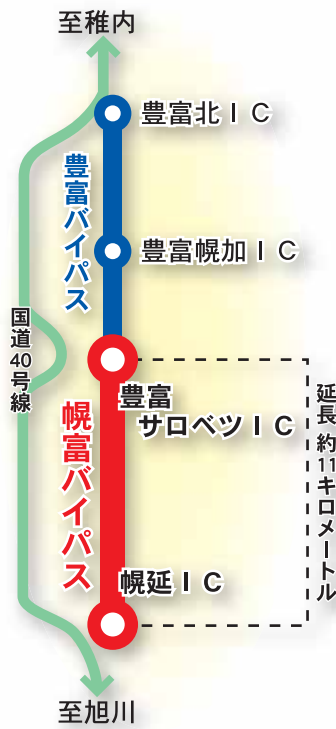 至稚内
豊富北ＩＣ
豊富バイパス
豊富幌加ＩＣ
国道40号線
豊富
サロベツＩＣ
延長 約11キロメートル
幌富バイパス
幌延ＩＣ
至旭川